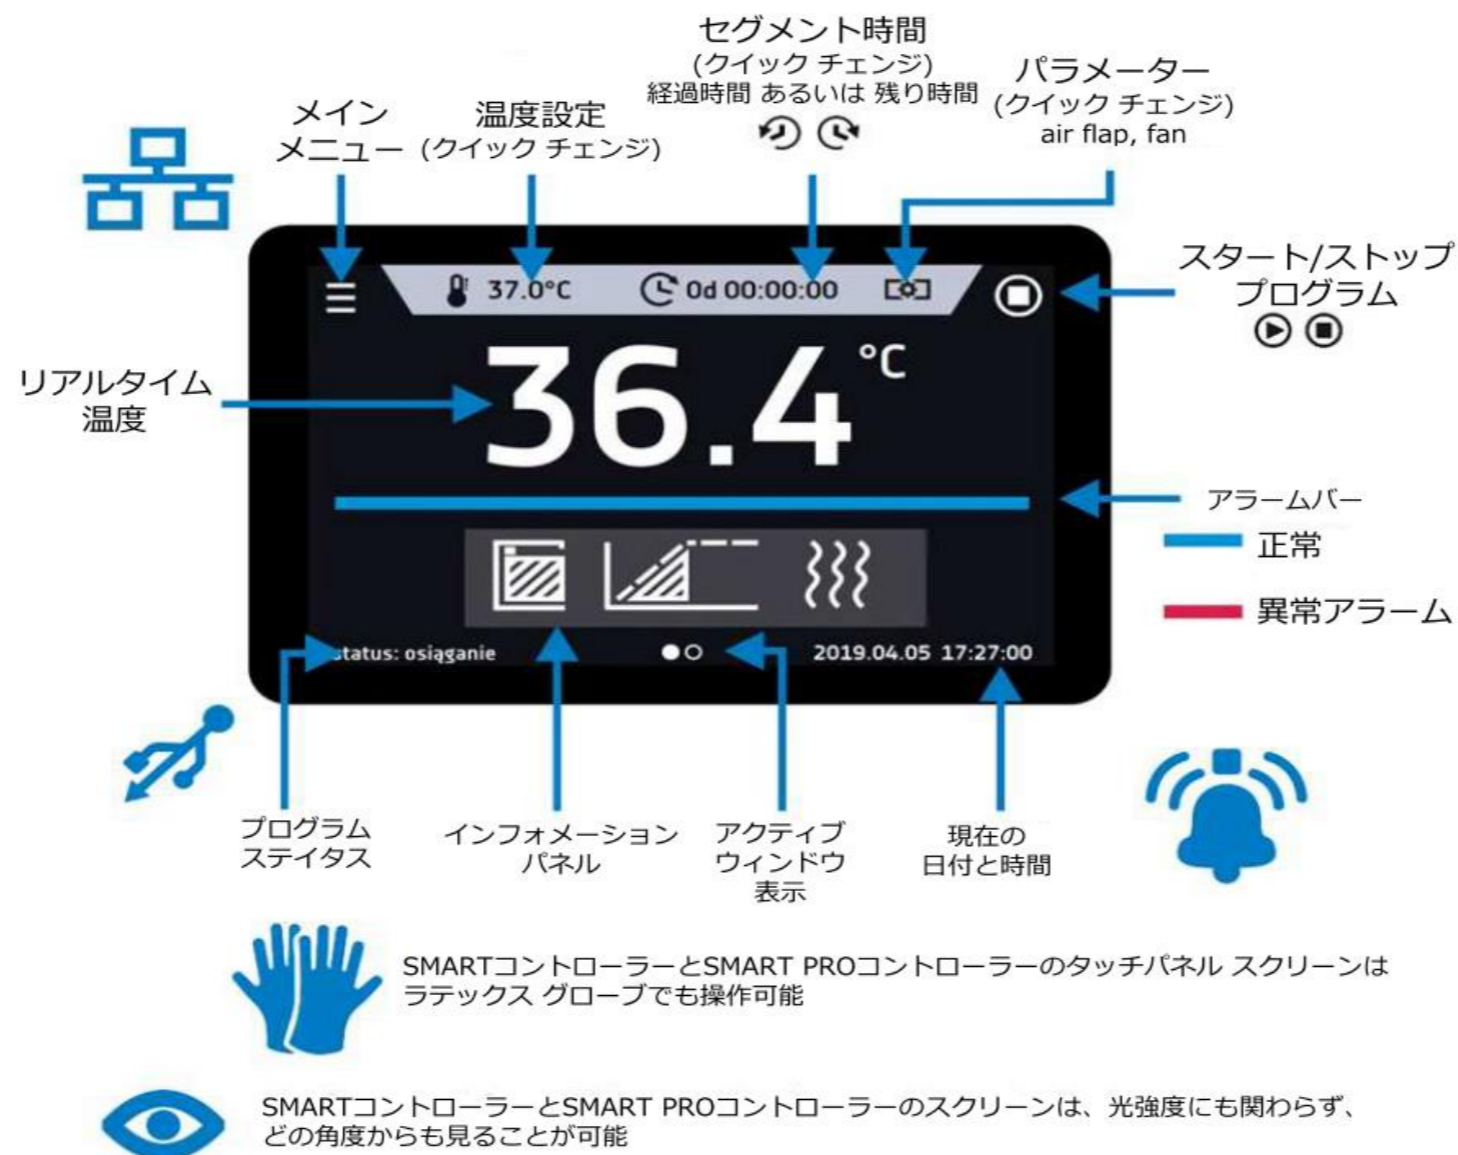 セグメント時間
(クイック チェンジ)
経過時間 あるいは 残り時間
パラメーター
(クイック チェンジ)
air flap, fan
メイン
メニュー
温度設定
(クイック チェンジ)
スタート/ストップ
プログラム
37.0°C
0d 00:00:00
36.4 °C
リアルタイム
温度
アラームバー
正常
異常アラーム
status: osiąganie
2019.04.05 17:27:00
プログラム
ステイタス
インフォメーション
パネル
アクティブ
ウィンドウ
表示
現在の
日付と時間
SMARTコントローラーとSMART PROコントローラーのタッチパネル スクリーンは
ラテックス グローブでも操作可能
SMARTコントローラーとSMART PROコントローラーのスクリーンは、光強度にも関わらず、
どの角度からも見ることが可能